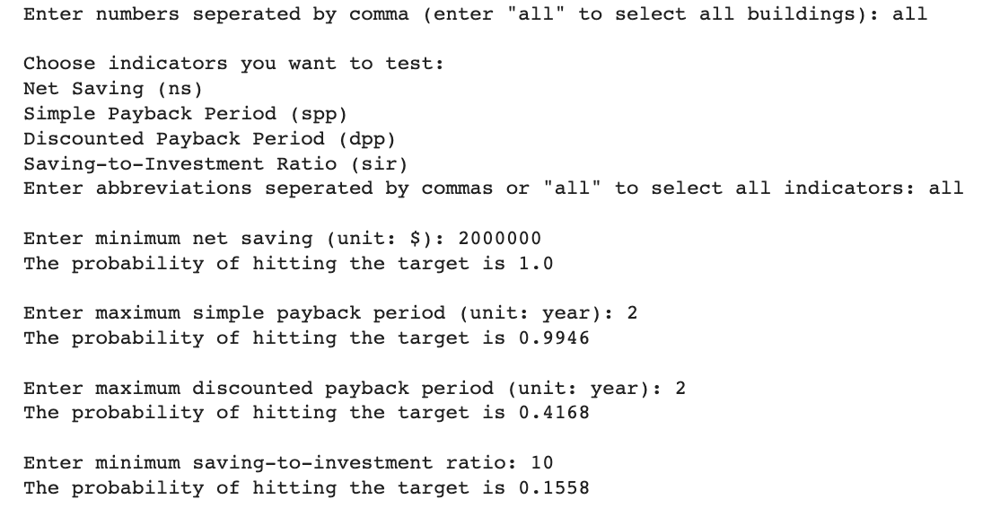 Enter numbers seperated by comma (enter "all" to select all buildings): all
Choose indicators you want to test:
Net Saving (ns)
Simple Payback Period (spp)
Discounted Payback Period (dpp)
Saving-to-Investment Ratio (sir)
Enter abbreviations seperated by commas or "all" to select all indicators: all
Enter minimum net saving (unit: $): 2000000
The probability of hitting the target is 1.0
Enter maximum simple payback period (unit: year): 2
The probability of hitting the target is 0.9946
Enter maximum discounted payback period (unit: year): 2
The probability of hitting the target is 0.4168
Enter minimum saving-to-investment ratio: 10
The probability of hitting the target is 0.1558